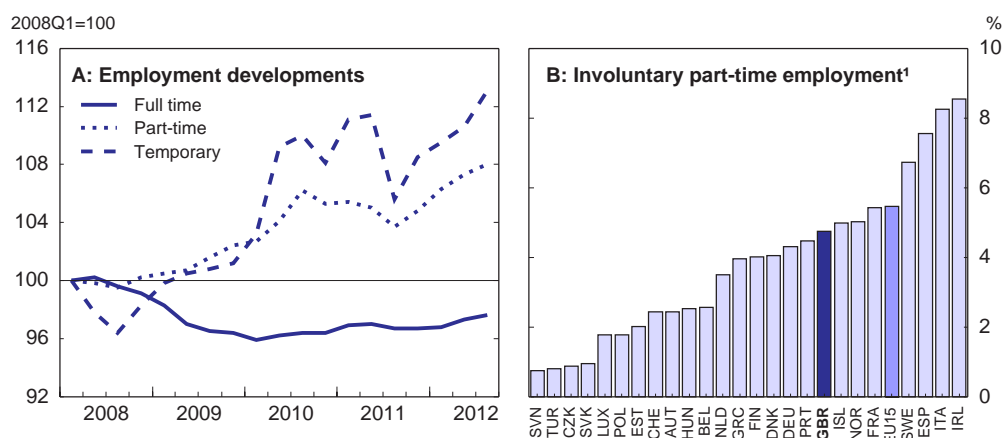 2008Q1=100
%
116
112
108
104
100
96
92
A: Employment developments
Full time
Part-time
Temporary
2008 2009 2010 2011 2012
B: Involuntary part-time employment¹
10
8
6
4
2
0
SVN TUR CZK SVK LUX POL EST CHE AUT HUN BEL NLD GRC FIN DNK DEU PRT GBR ISL NOR FRA EU15 SWE ESP ITA IRL